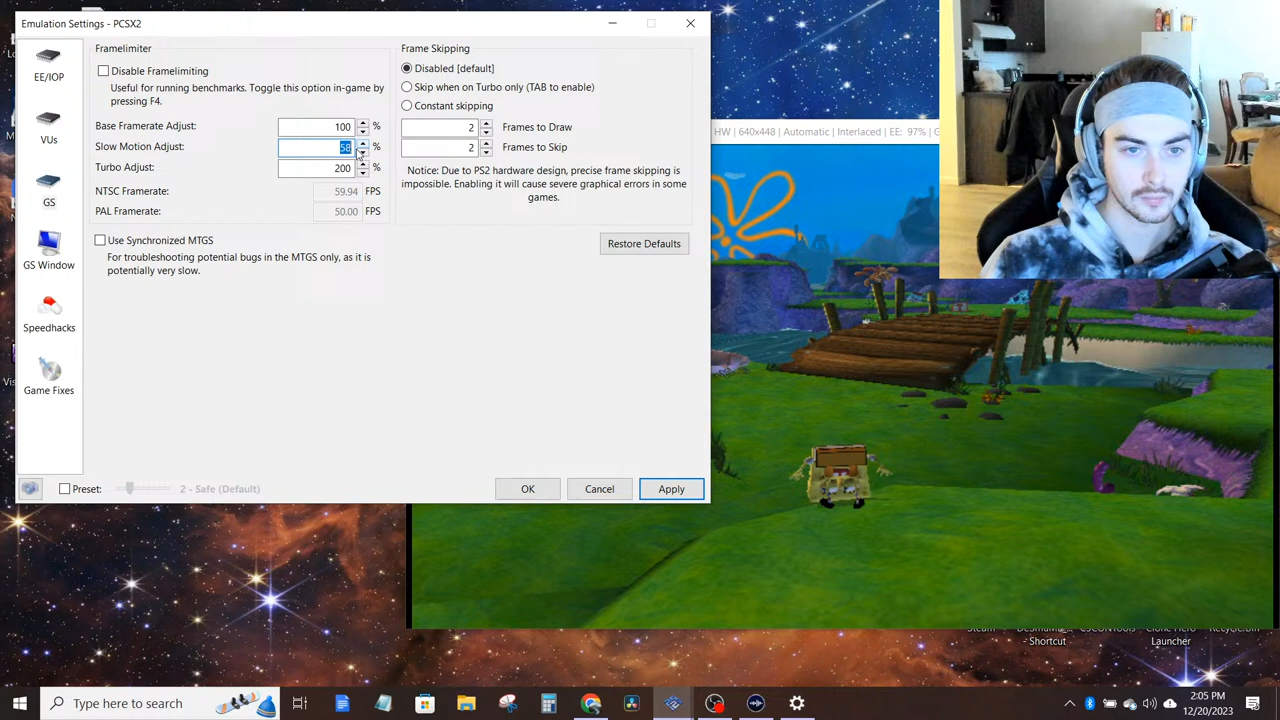 Emulation Settings - PCSX2
EE/IOP
VUs
GS
GS Window
Speedhacks
Game Fixes
Framelimiter
Disable Framelimiting
Useful for running benchmarks. Toggle this option in-game by
pressing F4.
Base Framerate Adjust: 100 %
Slow Motion Adjust: 58 %
Turbo Adjust: 200 %
NTSC Framerate: 59.94 FPS
PAL Framerate: 50.00 FPS
Use Synchronized MTGS
For troubleshooting potential bugs in the MTGS only, as it is
potentially very slow.
Frame Skipping
Disabled [default]
Skip when on Turbo only (TAB to enable)
Constant skipping
2 Frames to Draw
2 Frames to Skip
Notice: Due to PS2 hardware design, precise frame skipping is
impossible. Enabling it will cause severe graphical errors in some
games.
Restore Defaults
Preset: 2 - Safe (Default)
OK Cancel Apply
HW | 640x448 | Automatic | Interlaced | EE: 97% |
- Shortcut
Launcher
Type here to search
2:05 PM
12/20/2023